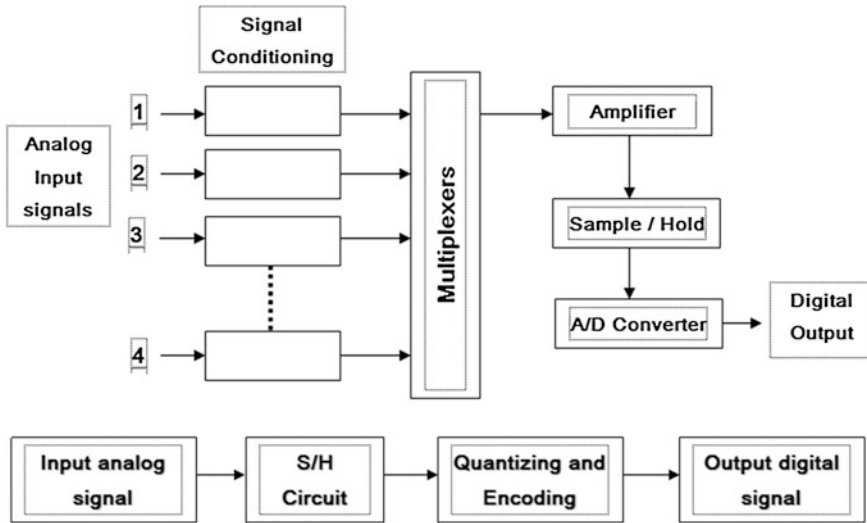 Signal
Conditioning
Analog
Input
signals
1
2
3
4
Multiplexers
Amplifier
Sample / Hold
A/D Converter
Digital
Output
Input analog
signal
S/H
Circuit
Quantizing and
Encoding
Output digital
signal